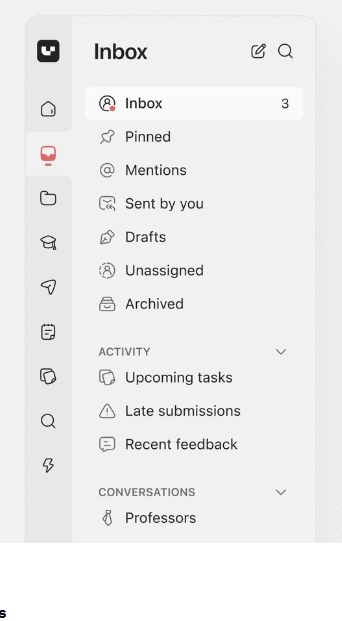 Inbox
Inbox 3
Pinned
Mentions
Sent by you
Drafts
Unassigned
Archived
ACTIVITY
Upcoming tasks
Late submissions
Recent feedback
CONVERSATIONS
Professors
s